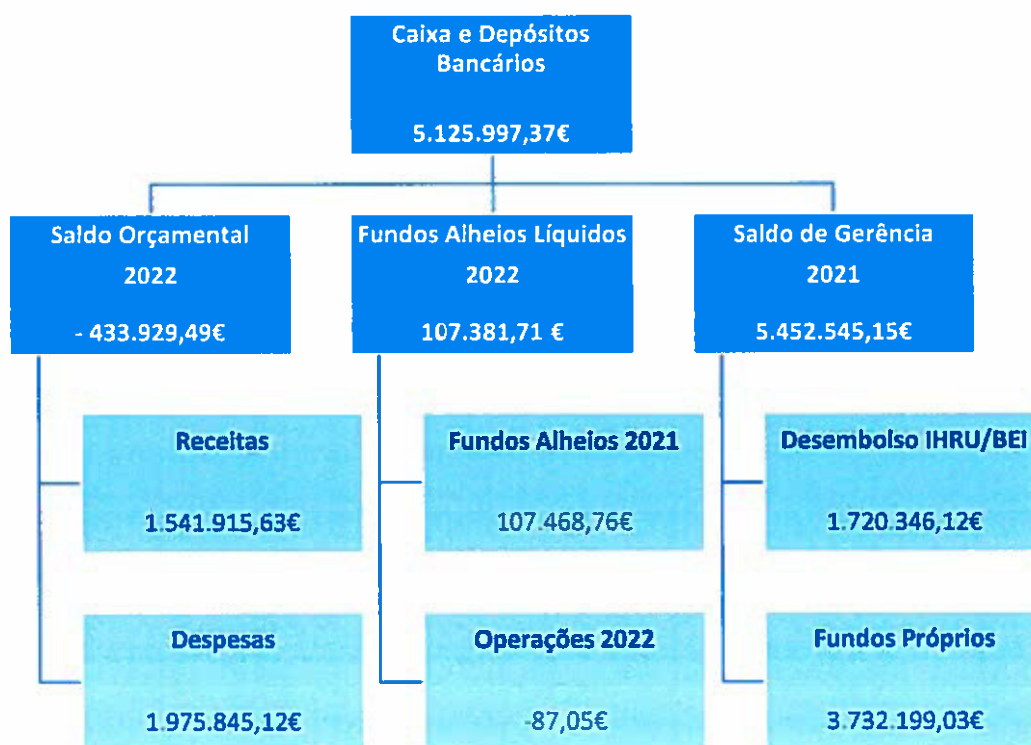 Caixa e Depósitos
Bancários
5.125.997,37€
Saldo Orçamental
2022
- 433.929,49€
Fundos Alheios Líquidos
2022
107.381,71 €
Saldo de Gerência
2021
5.452.545,15€
Receitas
1.541.915,63€
Fundos Alheios 2021
107.468,76€
Desembolso IHRU/BEI
1.720.346,12€
Despesas
1.975.845,12€
Operações 2022
-87,05€
Fundos Próprios
3.732.199,03€